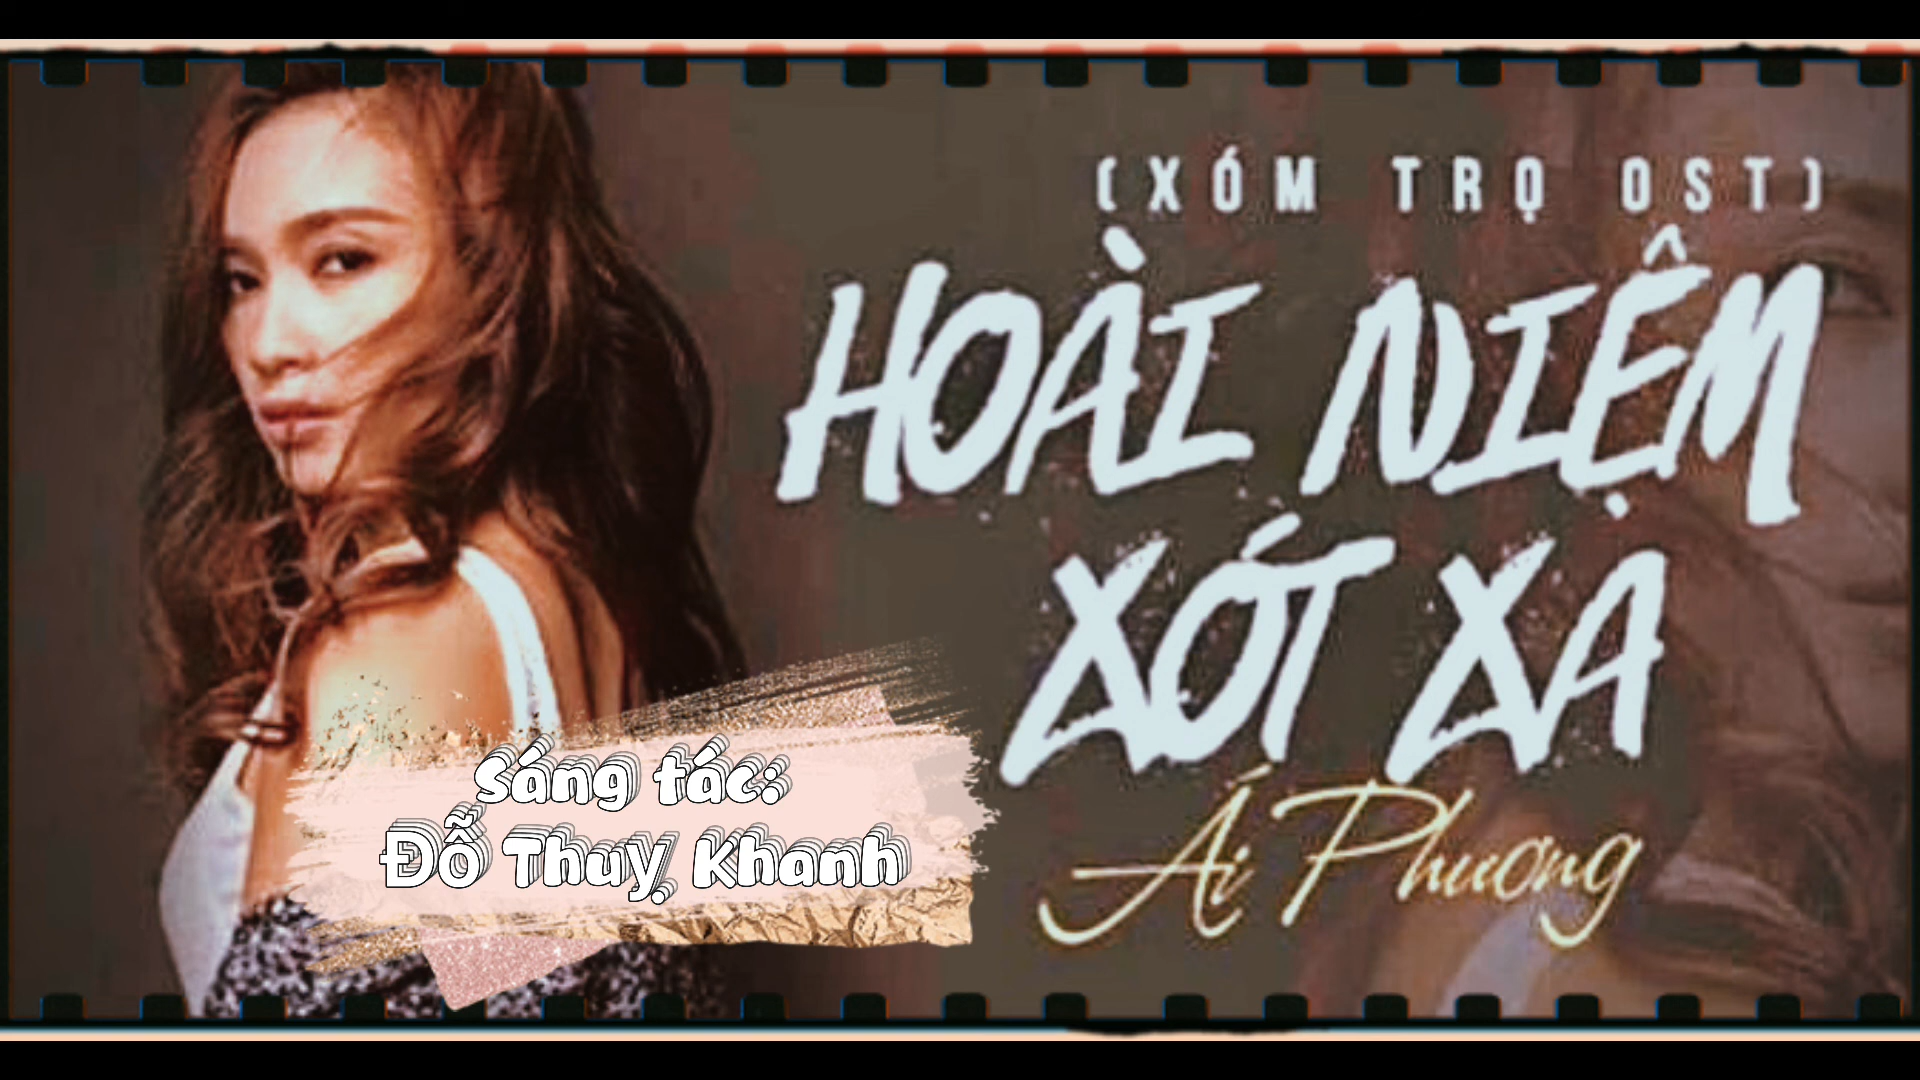 (XÓM TRỌ OST)
HOÀI NIỆM
XÓT XA
Ái Phương
Sáng tác:
Đỗ Thuỵ Khanh